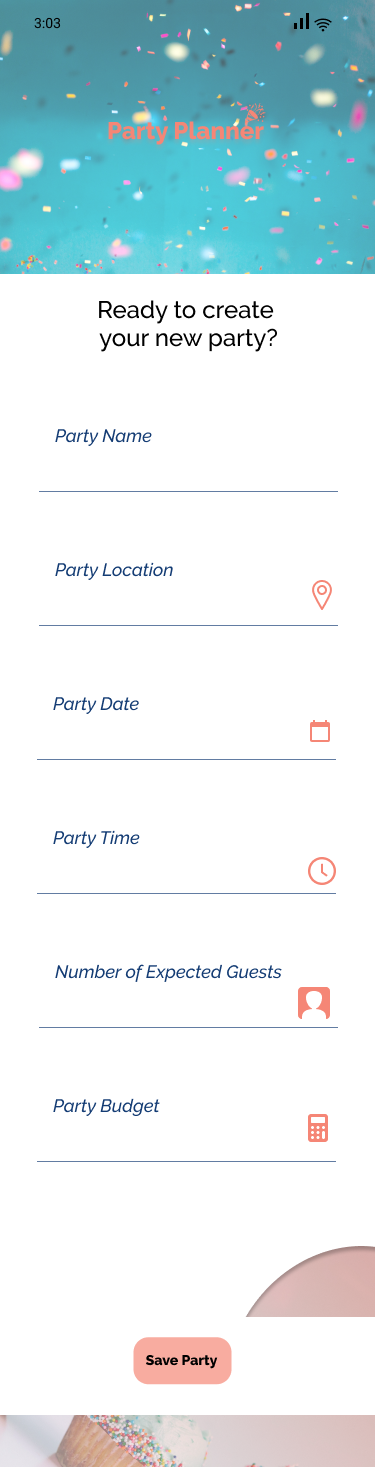 3:03
Party Planner
Ready to create
your new party?
Party Name
Party Location
Party Date
Party Time
Number of Expected Guests
Party Budget
Save Party